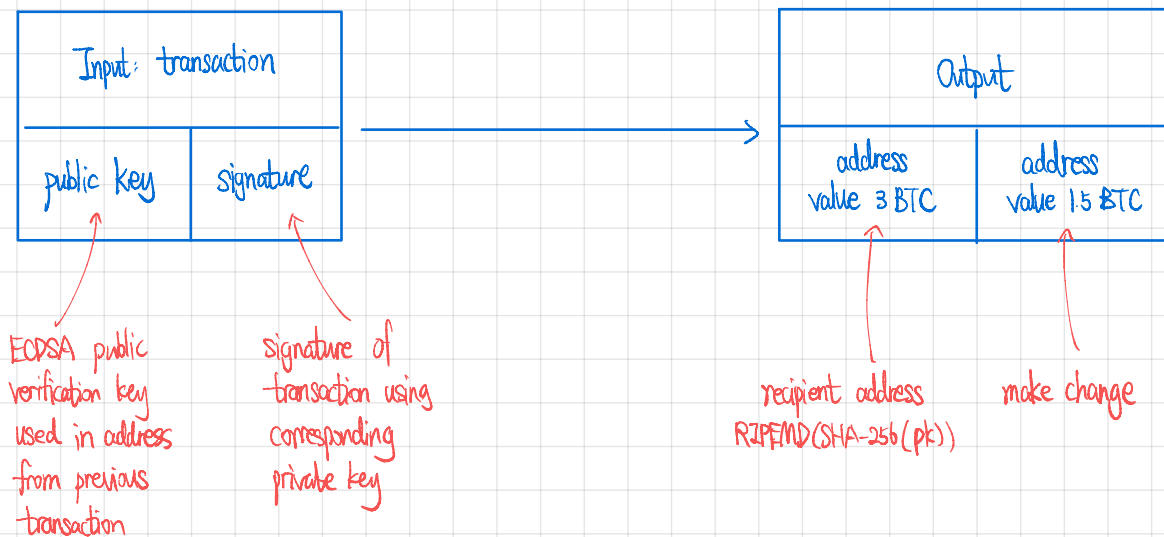 Input: transaction
public key
signature
Output
address
value 3 BTC
address
value 1.5 BTC
ECDSA public
verification key
used in address
from previous
transaction
signature of
transaction using
corresponding
private key
recipient address
RIPEMD(SHA-256(pk))
make change